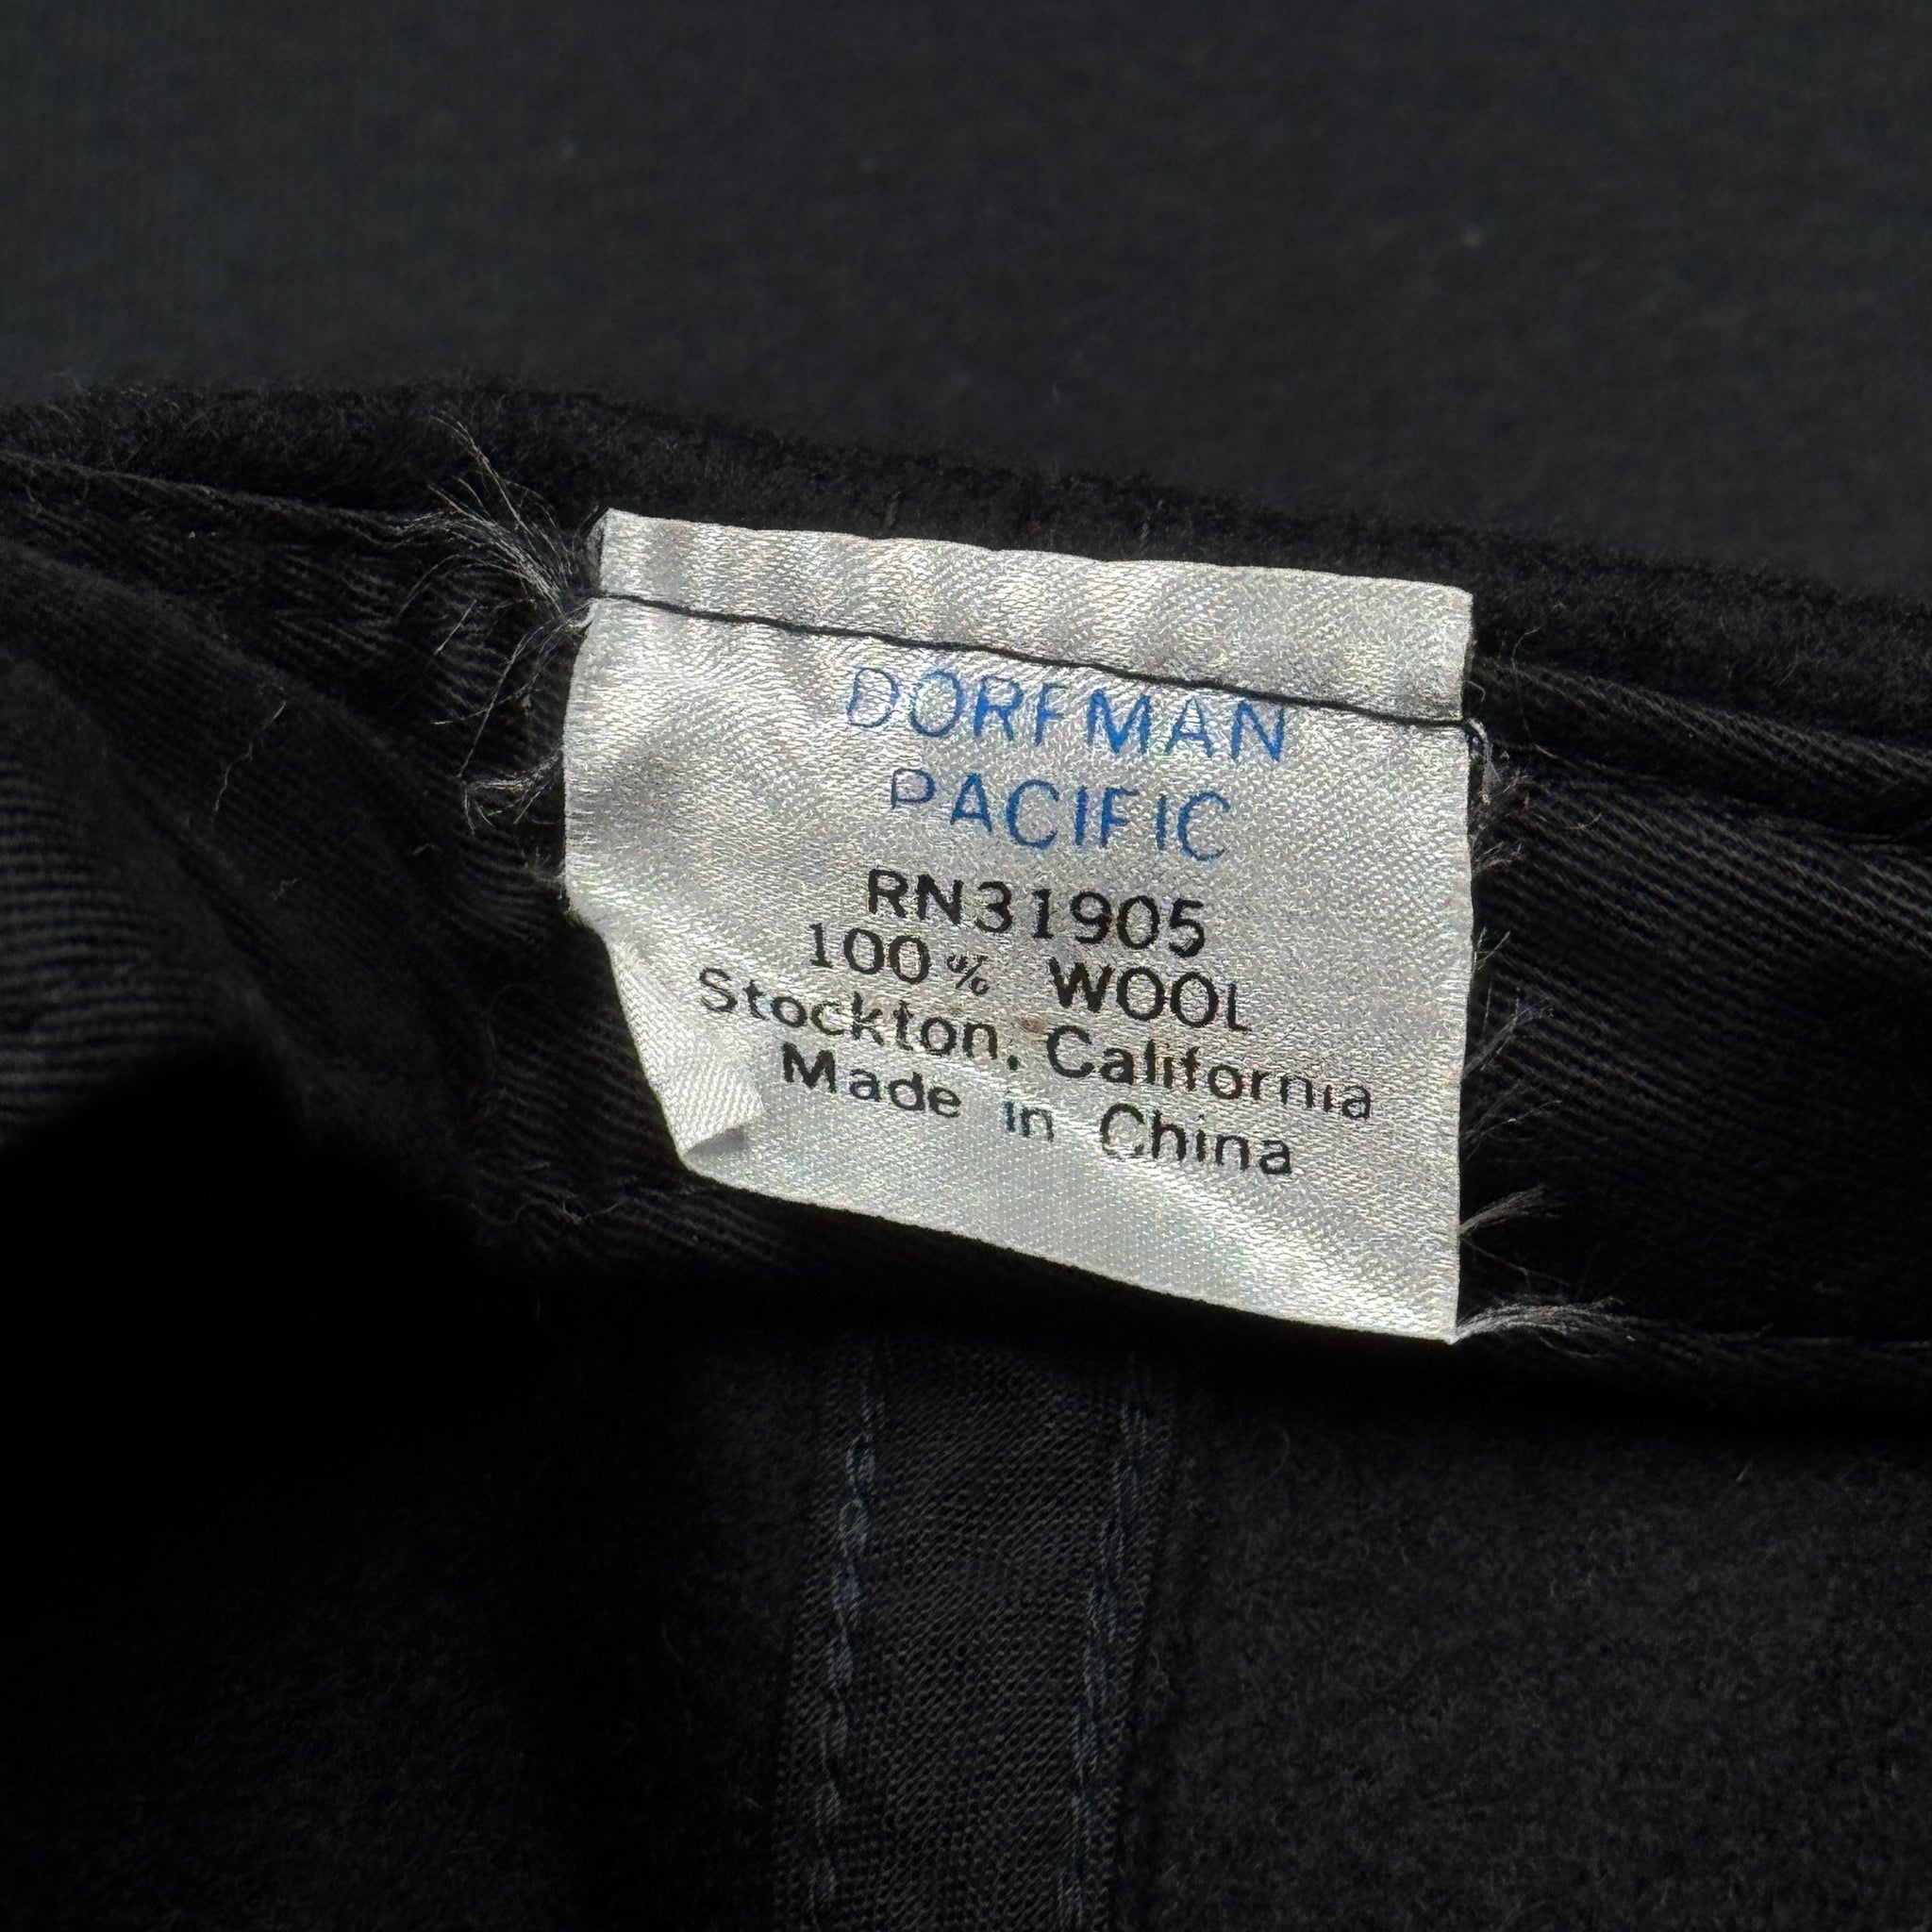 DORFMAN
PACIFIC
RN31905
100% WOOL
Stockton, California
Made in China